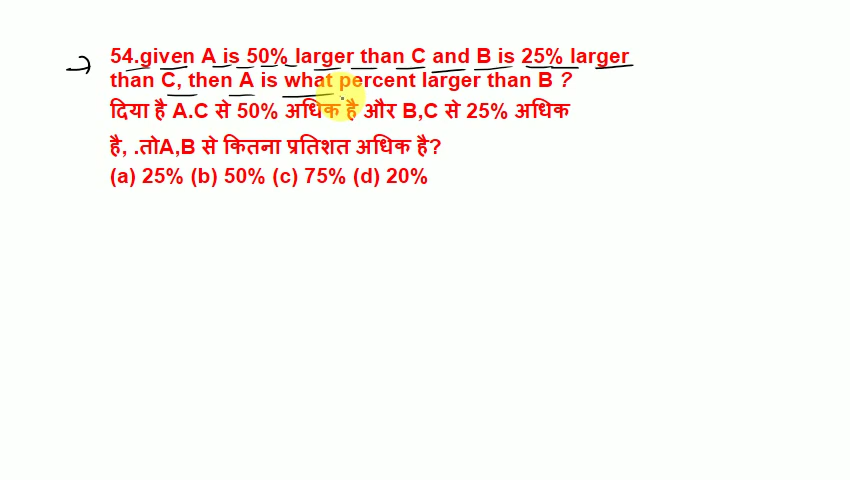 54.given A is 50% larger than C and B is 25% larger
than C, then A is what percent larger than B ?
दिया है A.C से 50% अधिक है और B,C से 25% अधिक
है, .तोA,B से कितना प्रतिशत अधिक है?
(a) 25% (b) 50% (c) 75% (d) 20%